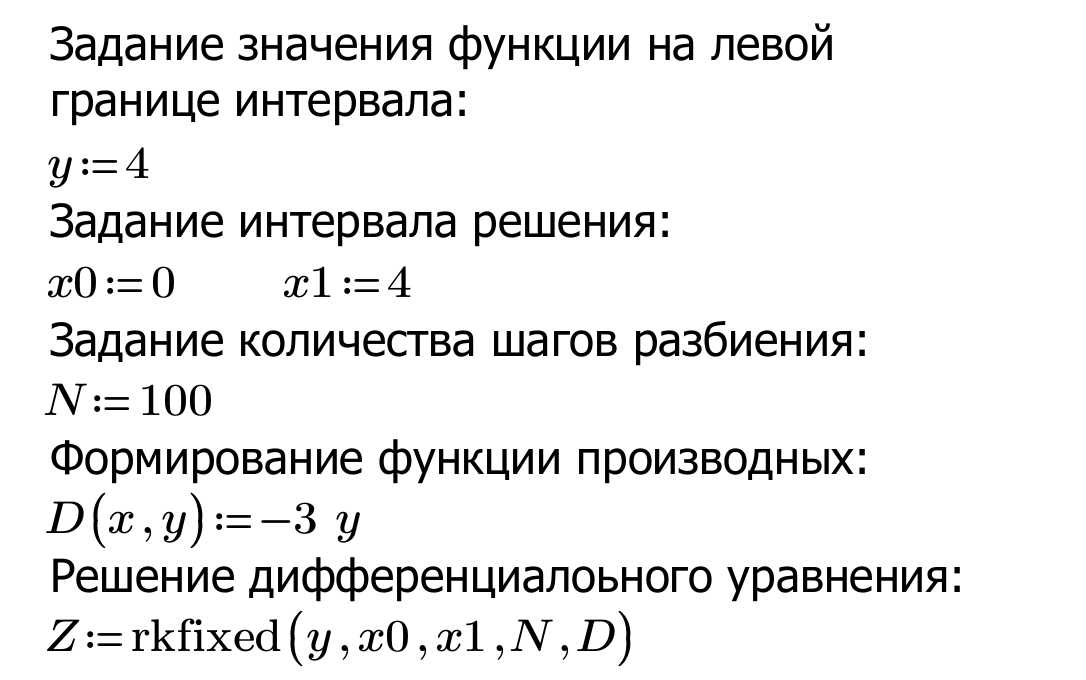 Задание значения функции на левой
границе интервала:
y := 4
Задание интервала решения:
x0 := 0 x1 := 4
Задание количества шагов разбиения:
N := 100
Формирование функции производных:
D(x, y) := −3 y
Решение дифференциалоьного уравнения:
Z := rkfixed(y, x0, x1, N, D)